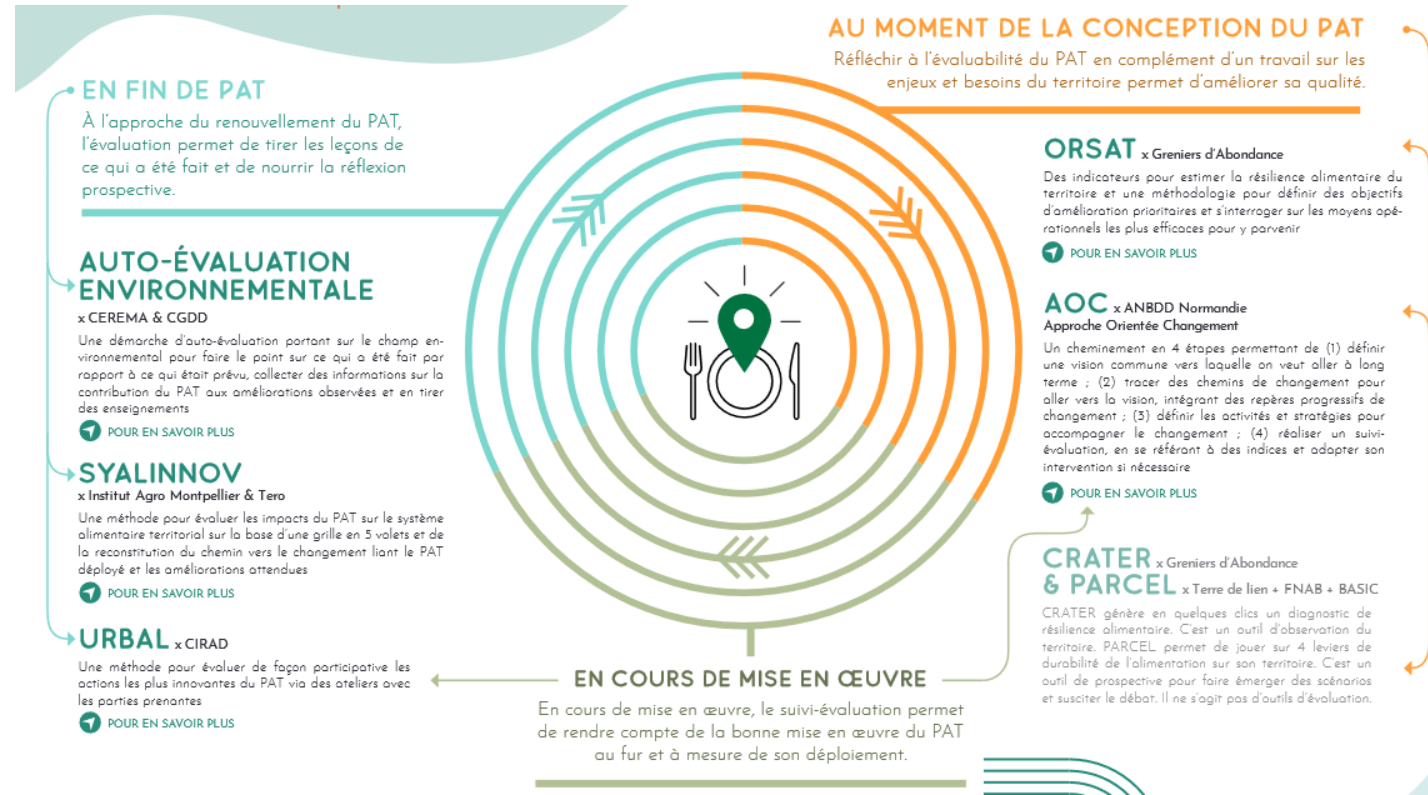 AU MOMENT DE LA CONCEPTION DU PAT
Réfléchir à l'évaluabilité du PAT en complément d'un travail sur les
enjeux et besoins du territoire permet d'améliorer sa qualité.
EN FIN DE PAT
À l'approche du renouvellement du PAT,
l'évaluation permet de tirer les leçons de
ce qui a été fait et de nourrir la réflexion
prospective.
AUTO-ÉVALUATION
ENVIRONNEMENTALE
x CEREMA & CGDD
Une démarche d'auto-évaluation portant sur le champ en-
vironnemental pour faire le point sur ce qui a été fait par
rapport à ce qui était prévu, collecter des informations sur la
contribution du PAT aux améliorations observées et en tirer
des enseignements
POUR EN SAVOIR PLUS
SYALINNOV
x Institut Agro Montpellier & Tero
Une méthode pour évaluer les impacts du PAT sur le système
alimentaire territorial sur la base d'une grille en 5 volets et de
la reconstitution du chemin vers le changement liant le PAT
déployé et les améliorations attendues
POUR EN SAVOIR PLUS
URBAL x CIRAD
Une méthode pour évaluer de façon participative les
actions les plus innovantes du PAT via des ateliers avec
les parties prenantes
POUR EN SAVOIR PLUS
EN COURS DE MISE EN ŒUVRE
En cours de mise en œuvre, le suivi-évaluation permet
de rendre compte de la bonne mise en œuvre du PAT
au fur et à mesure de son déploiement.
ORSAT x Greniers d'Abondance
Des indicateurs pour estimer la résilience alimentaire du
territoire et une méthodologie pour définir des objectifs
d'amélioration prioritaires et s'interroger sur les moyens opé-
rationnels les plus efficaces pour y parvenir
POUR EN SAVOIR PLUS
AOC x ANBDD Normandie
Approche Orientée Changement
Un cheminement en 4 étapes permettant de (1) définir
une vision commune vers laquelle on veut aller à long
terme ; (2) tracer des chemins de changement pour
aller vers la vision, intégrant des repères progressifs de
changement ; (3) définir les activités et stratégies pour
accompagner le changement ; (4) réaliser un suivi-
évaluation, en se référant à des indices et adapter son
intervention si nécessaire
POUR EN SAVOIR PLUS
CRATER x Greniers d'Abondance
& PARCEL x Terre de lien + FNAB + BASIC
CRATER génère en quelques clics un diagnostic de
résilience alimentaire. C'est un outil d'observation du
territoire. PARCEL permet de jouer sur 4 leviers de
durabilité de l'alimentation sur son territoire. C'est un
outil de prospective pour faire émerger des scénarios
et susciter le débat. Il ne s'agit pas d'outils d'évaluation.